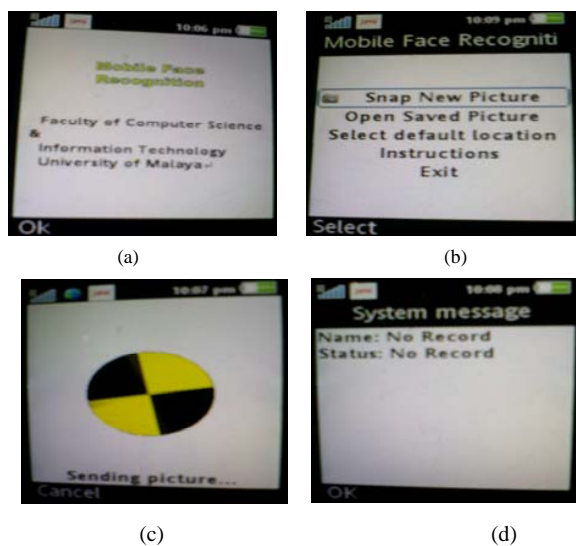 10:06 pm
Mobile Face
Recognition
Faculty of Computer Science
&
Information Technology
University of Malaya
Ok
(a)
10:09 pm
Mobile Face Recogniti
Snap New Picture
Open Saved Picture
Select default location
Instructions
Exit
Select
(b)
10:07 pm
Sending picture...
Cancel
(c)
10:08 pm
System message
Name: No Record
Status: No Record
OK
(d)